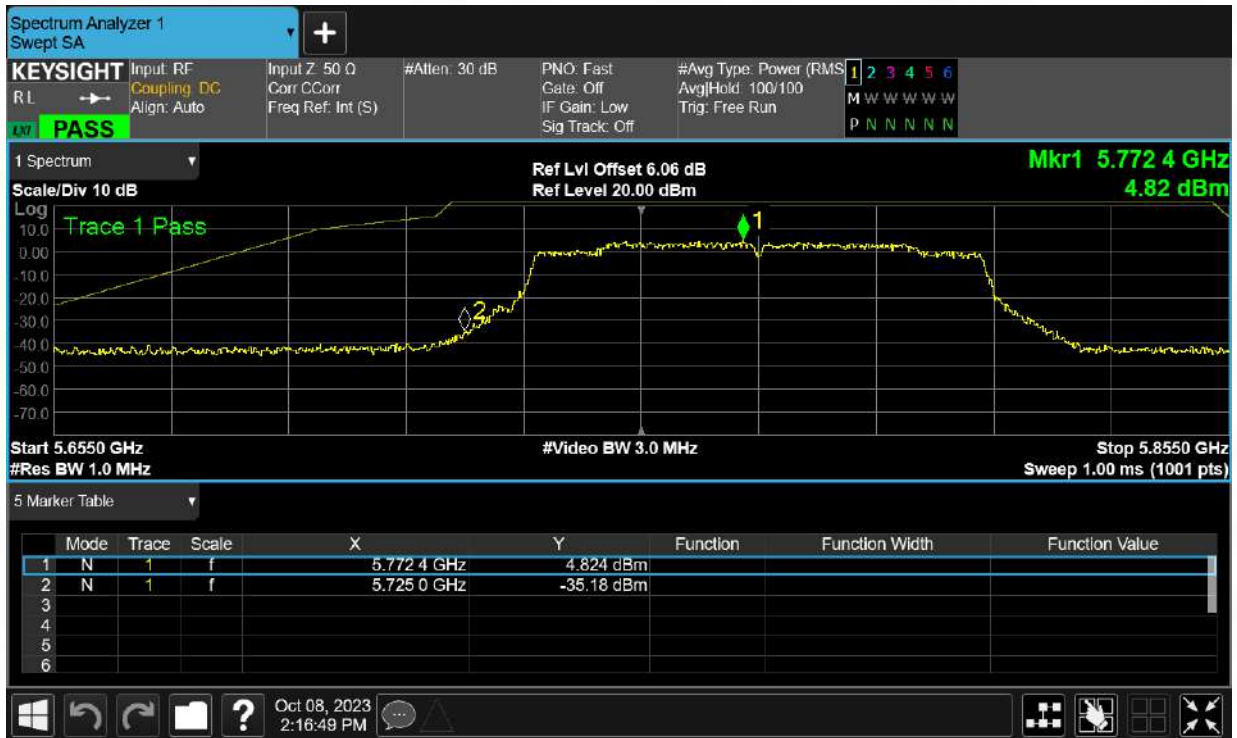 Spectrum Analyzer 1
Swept SA
+
KEYSIGHT
RL
LXI
PASS
Input: RF
Coupling: DC
Align: Auto
Input Z: 50 Ω
Corr CCorr
Freq Ref: Int (S)
#Atten: 30 dB
PNO: Fast
Gate: Off
IF Gain: Low
Sig Track: Off
#Avg Type: Power (RMS
Avg|Hold: 100/100
Trig: Free Run
1 2 3 4 5 6
M W W W W W
P N N N N N
1 Spectrum
Scale/Div 10 dB
Ref Lvl Offset 6.06 dB
Ref Level 20.00 dBm
Mkr1 5.772 4 GHz
4.82 dBm
Log
Trace 1 Pass
10.0
0.00
-10.0
-20.0
-30.0
-40.0
-50.0
-60.0
-70.0
1
2
Start 5.6550 GHz
#Res BW 1.0 MHz
#Video BW 3.0 MHz
Stop 5.8550 GHz
Sweep 1.00 ms (1001 pts)
5 Marker Table
Mode Trace Scale X Y Function Function Width Function Value
1 N 1 f 5.772 4 GHz 4.824 dBm
2 N 1 f 5.725 0 GHz -35.18 dBm
3
4
5
6
?
Oct 08, 2023
2:16:49 PM